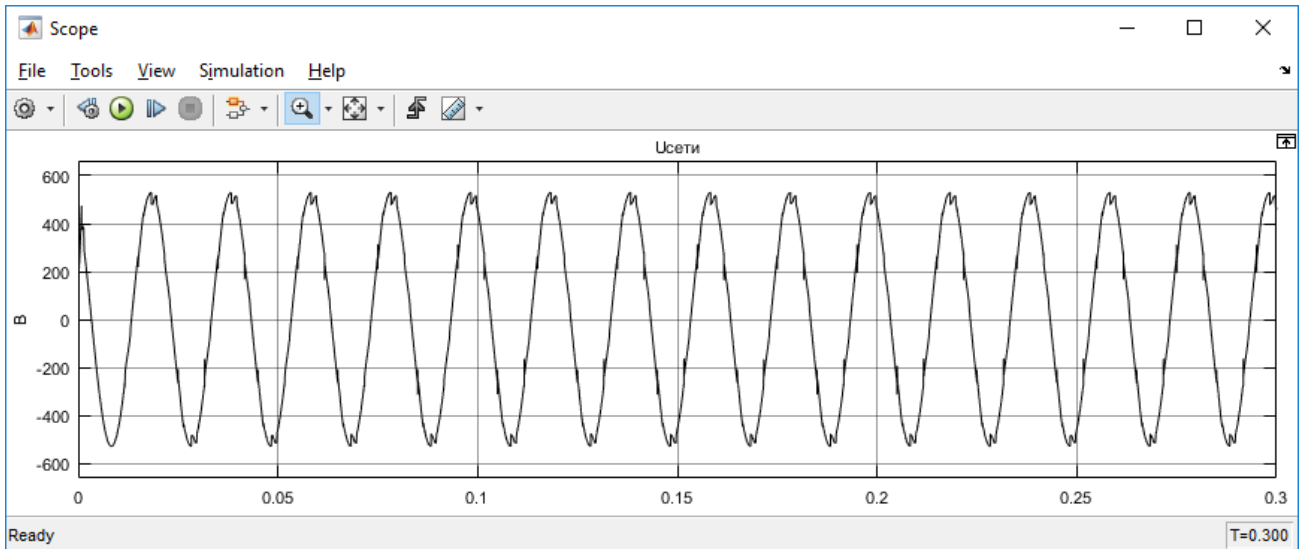 Scope
File Tools View Simulation Help
Uсети
600
400
200
0
-200
-400
-600
В
0 0.05 0.1 0.15 0.2 0.25 0.3
Ready T=0.300